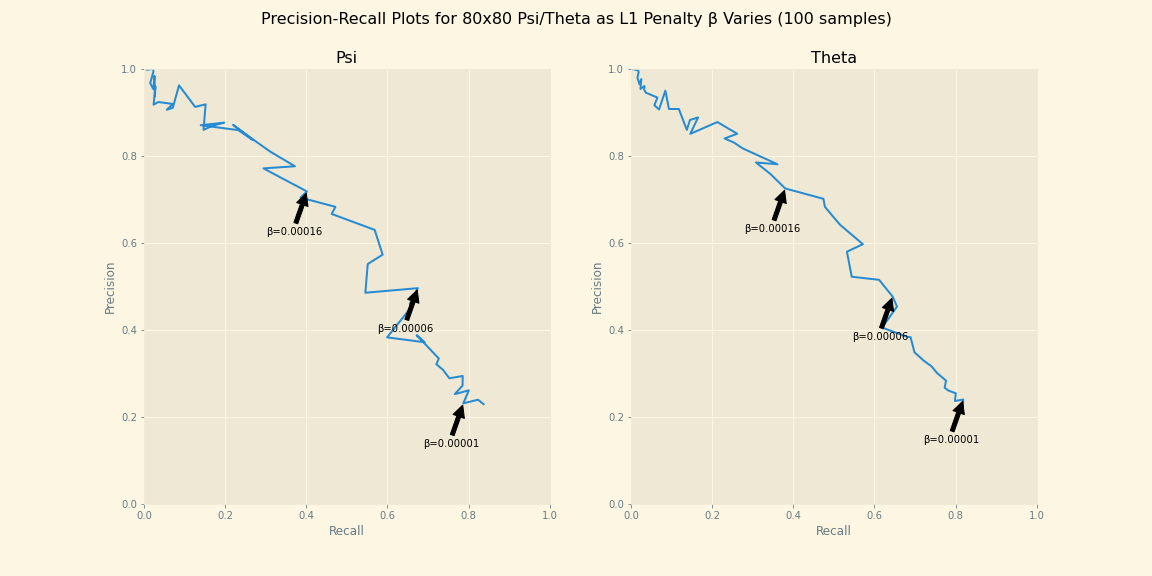 Precision-Recall Plots for 80x80 Psi/Theta as L1 Penalty β Varies (100 samples)
Psi
1.0
0.8
0.6
0.4
0.2
0.0
Precision
β=0.00016
β=0.00006
β=0.00001
0.0 0.2 0.4 0.6 0.8 1.0
Recall
Theta
1.0
0.8
0.6
0.4
0.2
0.0
Precision
β=0.00016
β=0.00006
β=0.00001
0.0 0.2 0.4 0.6 0.8 1.0
Recall